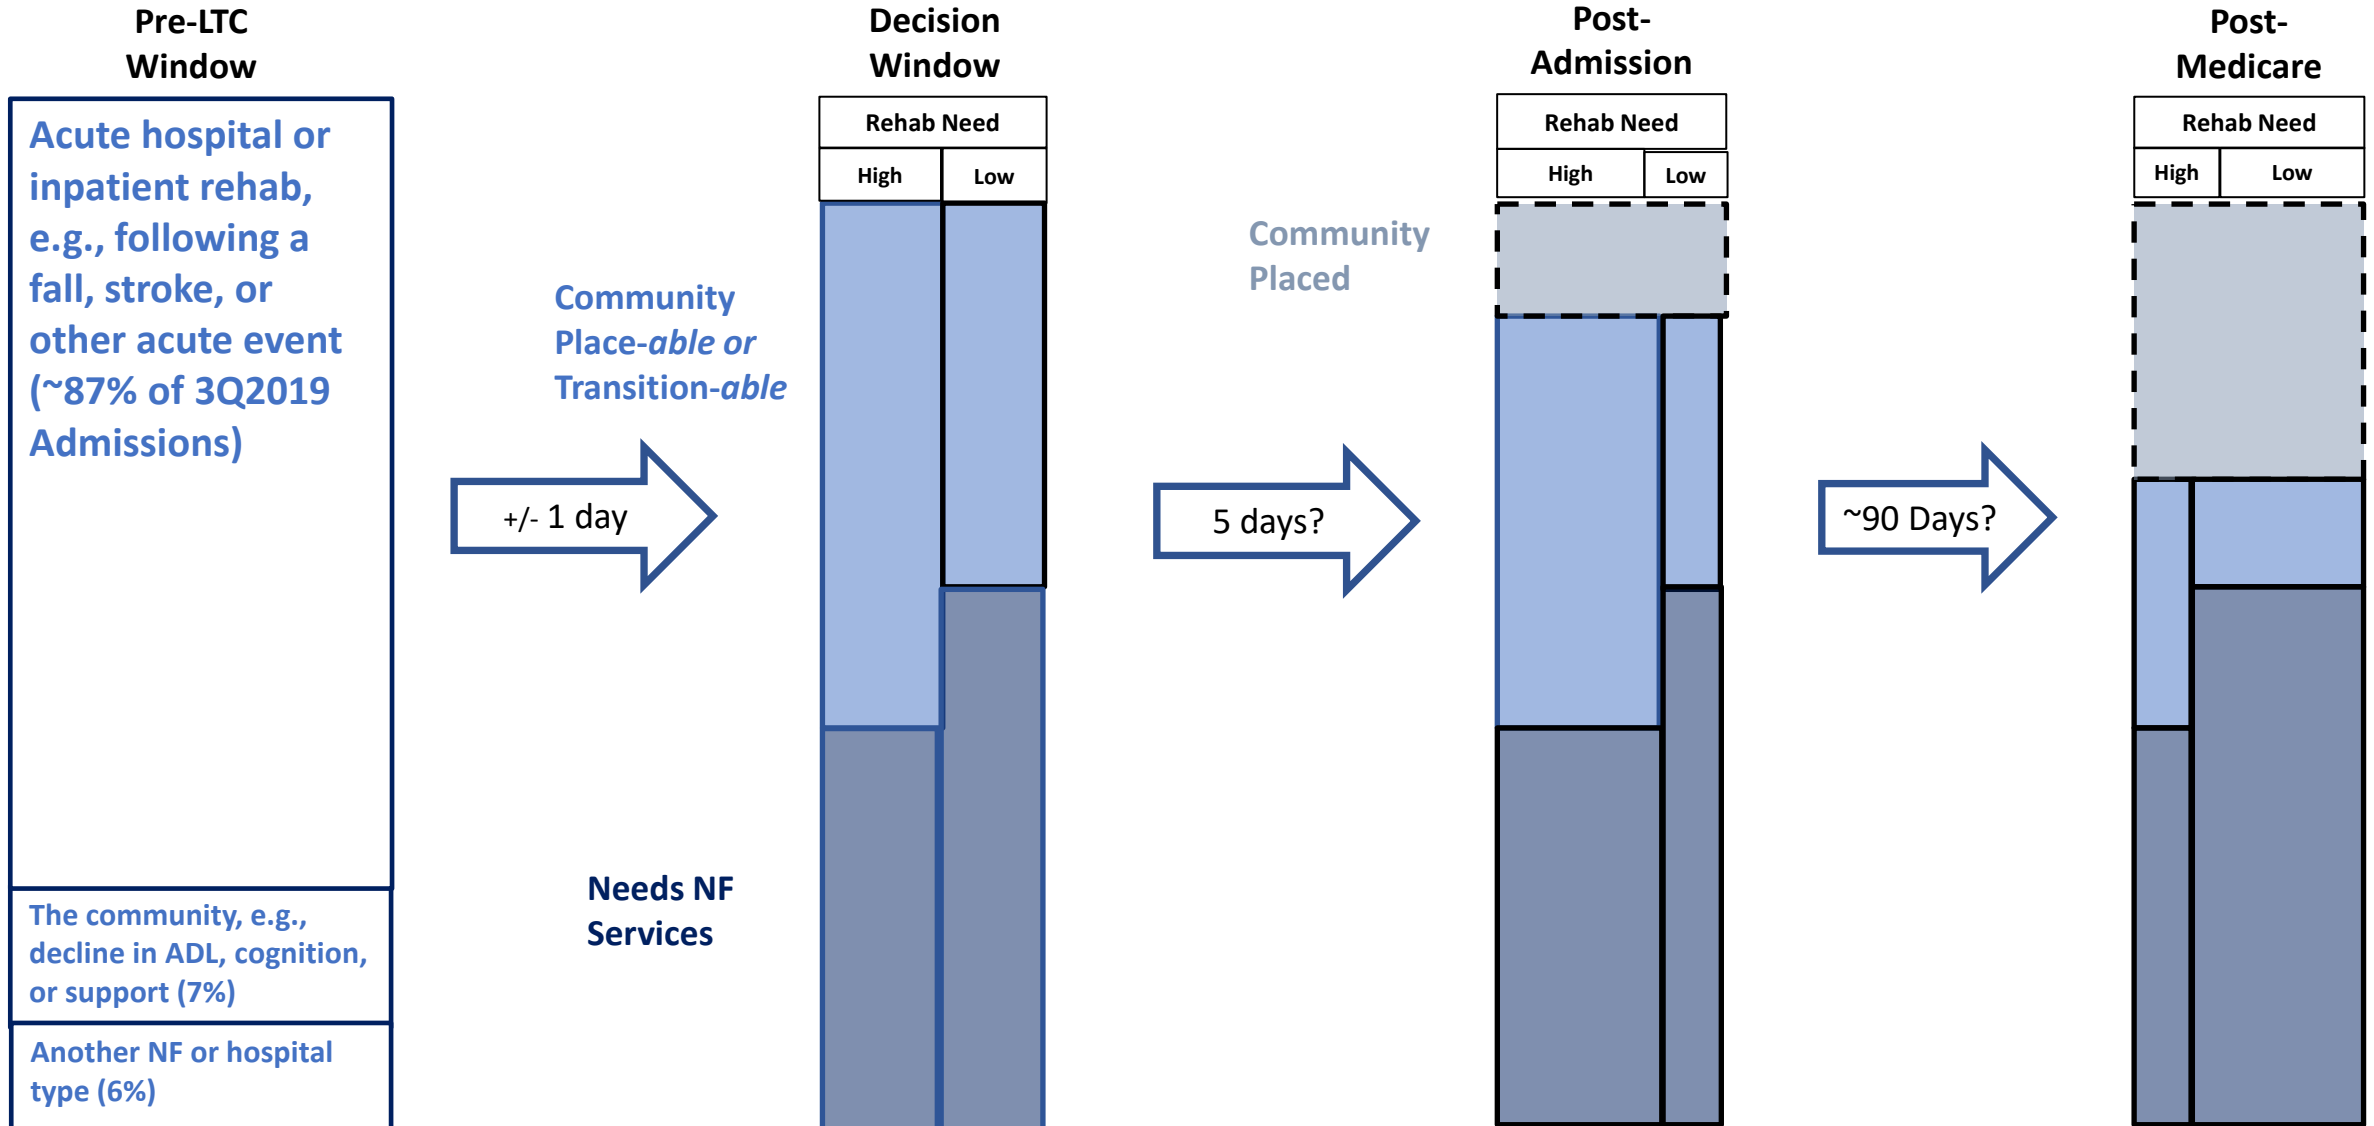 Pre-LTC
Window
Acute hospital or
inpatient rehab,
e.g., following a
fall, stroke, or
other acute event
(~87% of 3Q2019
Admissions)
The community, e.g.,
decline in ADL, cognition,
or support (7%)
Another NF or hospital
type (6%)
+/- 1 day
Community
Place-able or
Transition-able
Needs NF
Services
Decision
Window
Rehab Need
High
Low
5 days?
Community
Placed
Post-
Admission
Rehab Need
High
Low
~90 Days?
Post-
Medicare
Rehab Need
High
Low